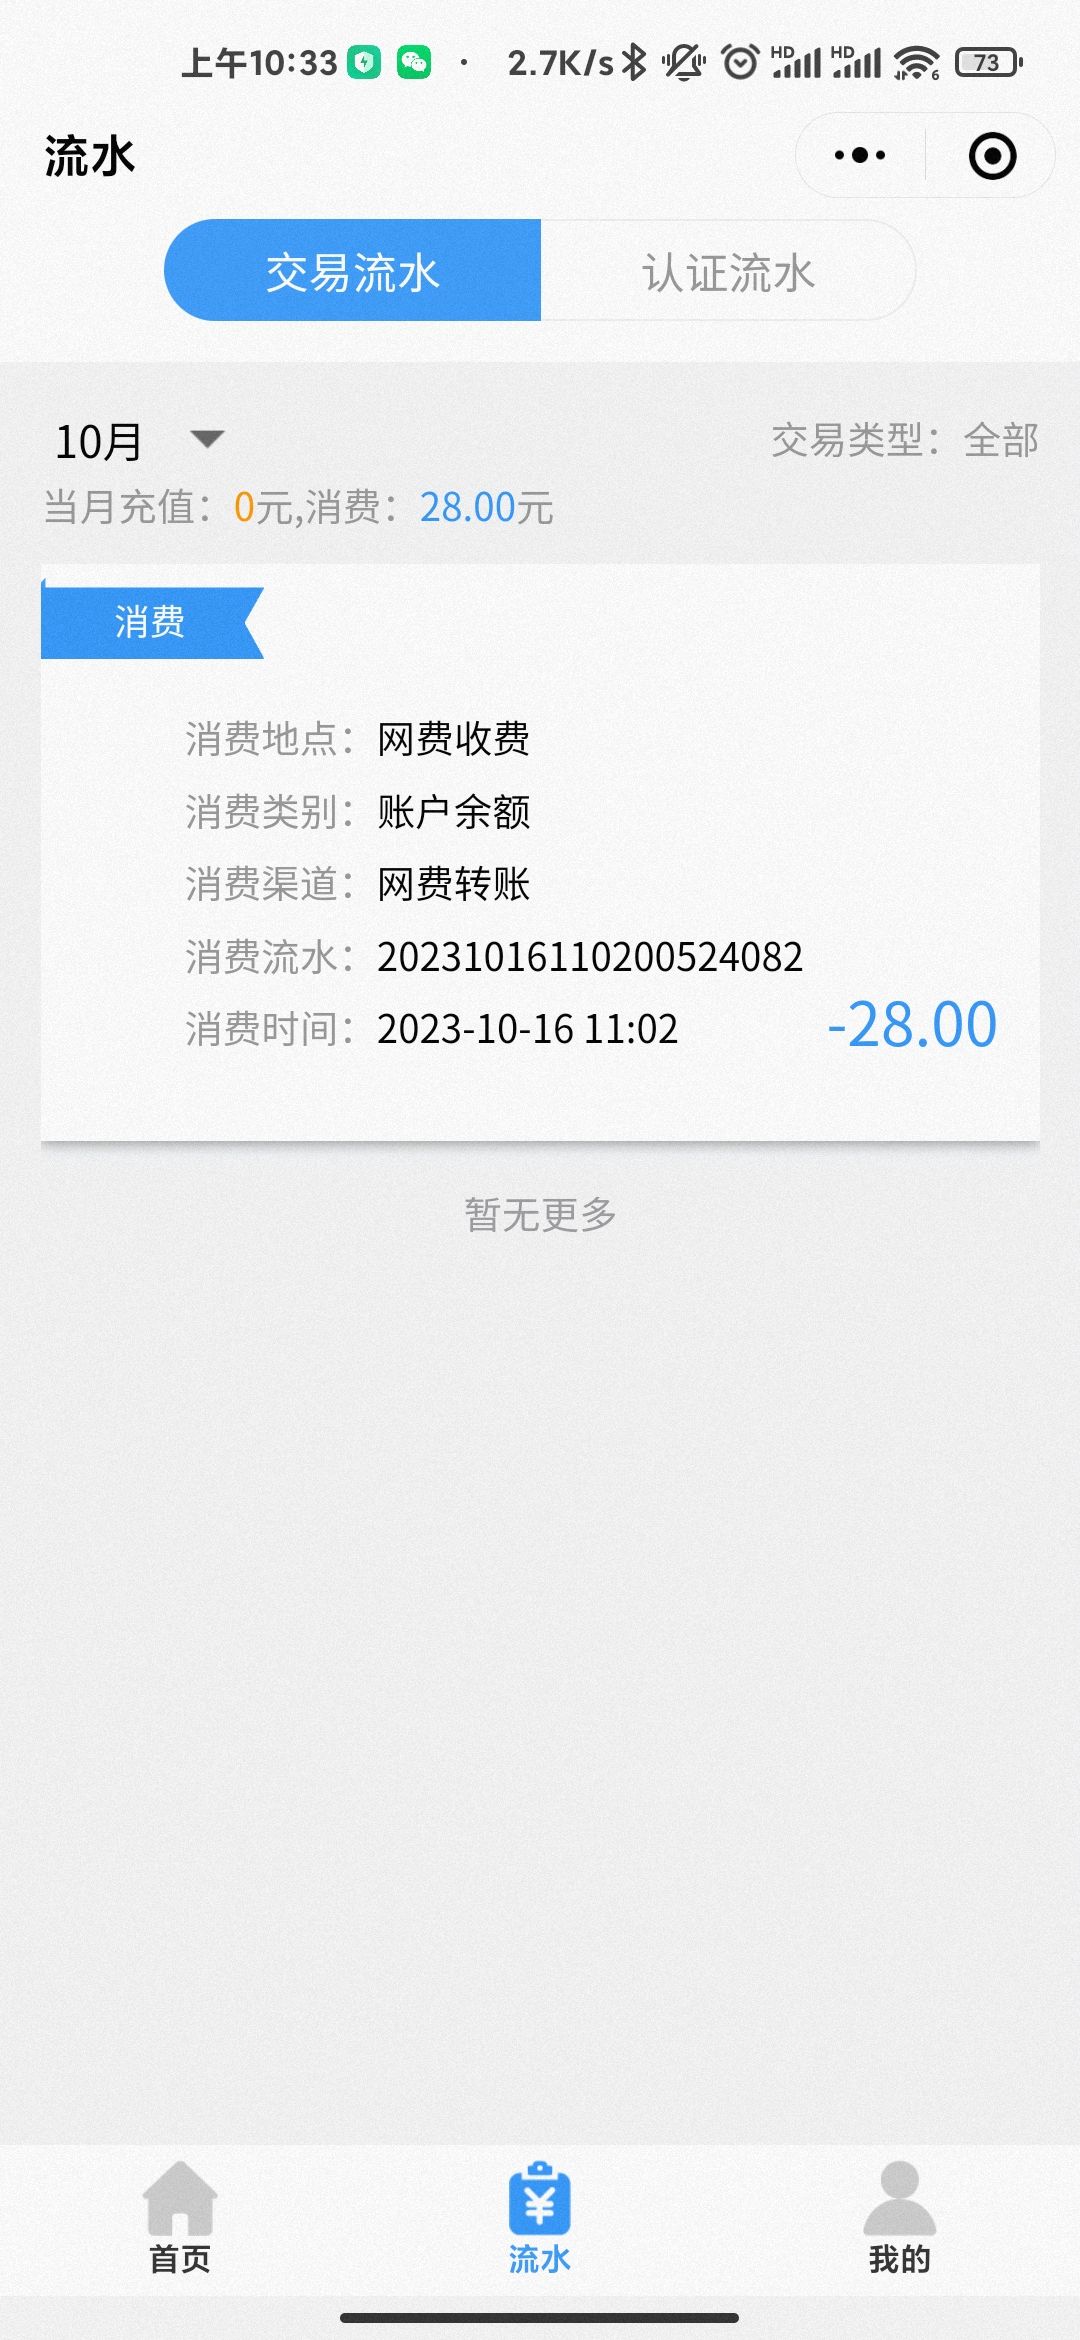 上午10:33 · 2.7K/s HD HD 6 73
流水
交易流水 认证流水
10月 交易类型：全部
当月充值：0元,消费：28.00元
消费
消费地点：网费收费
消费类别：账户余额
消费渠道：网费转账
消费流水：20231016110200524082
消费时间：2023-10-16 11:02 -28.00
暂无更多
首页 流水 我的